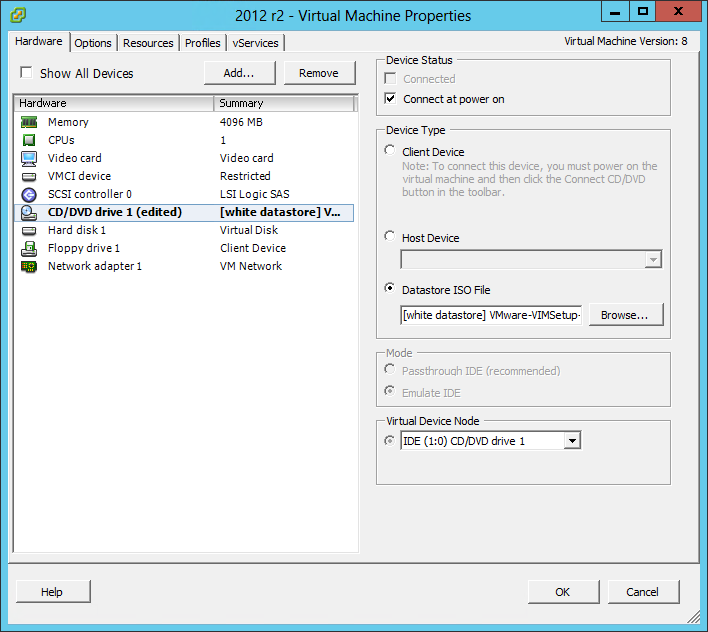 2012 r2 - Virtual Machine Properties
Hardware Options Resources Profiles vServices Virtual Machine Version: 8
Show All Devices Add... Remove
Hardware Summary
Memory 4096 MB
CPUs 1
Video card Video card
VMCI device Restricted
SCSI controller 0 LSI Logic SAS
CD/DVD drive 1 (edited) [white datastore] V...
Hard disk 1 Virtual Disk
Floppy drive 1 Client Device
Network adapter 1 VM Network
Device Status
Connected
Connect at power on
Device Type
Client Device
Note: To connect this device, you must power on the
virtual machine and then click the Connect CD/DVD
button in the toolbar.
Host Device
Datastore ISO File
[white datastore] VMware-VIMSetup- Browse...
Mode
Passthrough IDE (recommended)
Emulate IDE
Virtual Device Node
IDE (1:0) CD/DVD drive 1
Help OK Cancel